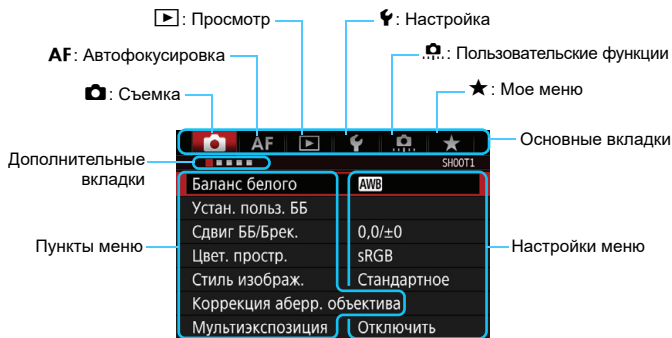 : Просмотр
: Настройка
AF: Автофокусировка
: Пользовательские функции
: Съемка
★: Мое меню
AF
Основные вкладки
Дополнительные
вкладки
SHOOT1
Баланс белого AWB
Устан. польз. ББ
Сдвиг ББ/Брек. 0,0/±0
Пункты меню
Настройки меню
Цвет. простр. sRGB
Стиль изображ. Стандартное
Коррекция аберр. объектива
Мультиэкспозиция Отключить